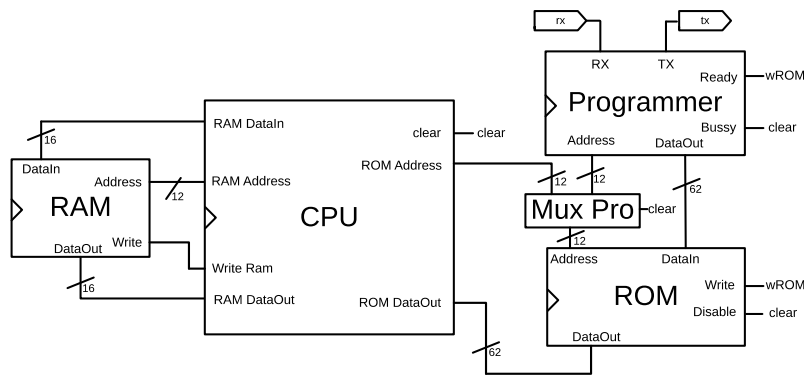 rx
tx
RX
TX
Ready
wROM
Programmer
Bussy
clear
Address
DataOut
12
12
62
Mux Pro
clear
12
Address
DataIn
ROM
Write
wROM
Disable
clear
DataOut
62
RAM DataIn
clear
clear
ROM Address
RAM Address
CPU
Write Ram
RAM DataOut
ROM DataOut
16
DataIn
Address
12
RAM
Write
DataOut
16